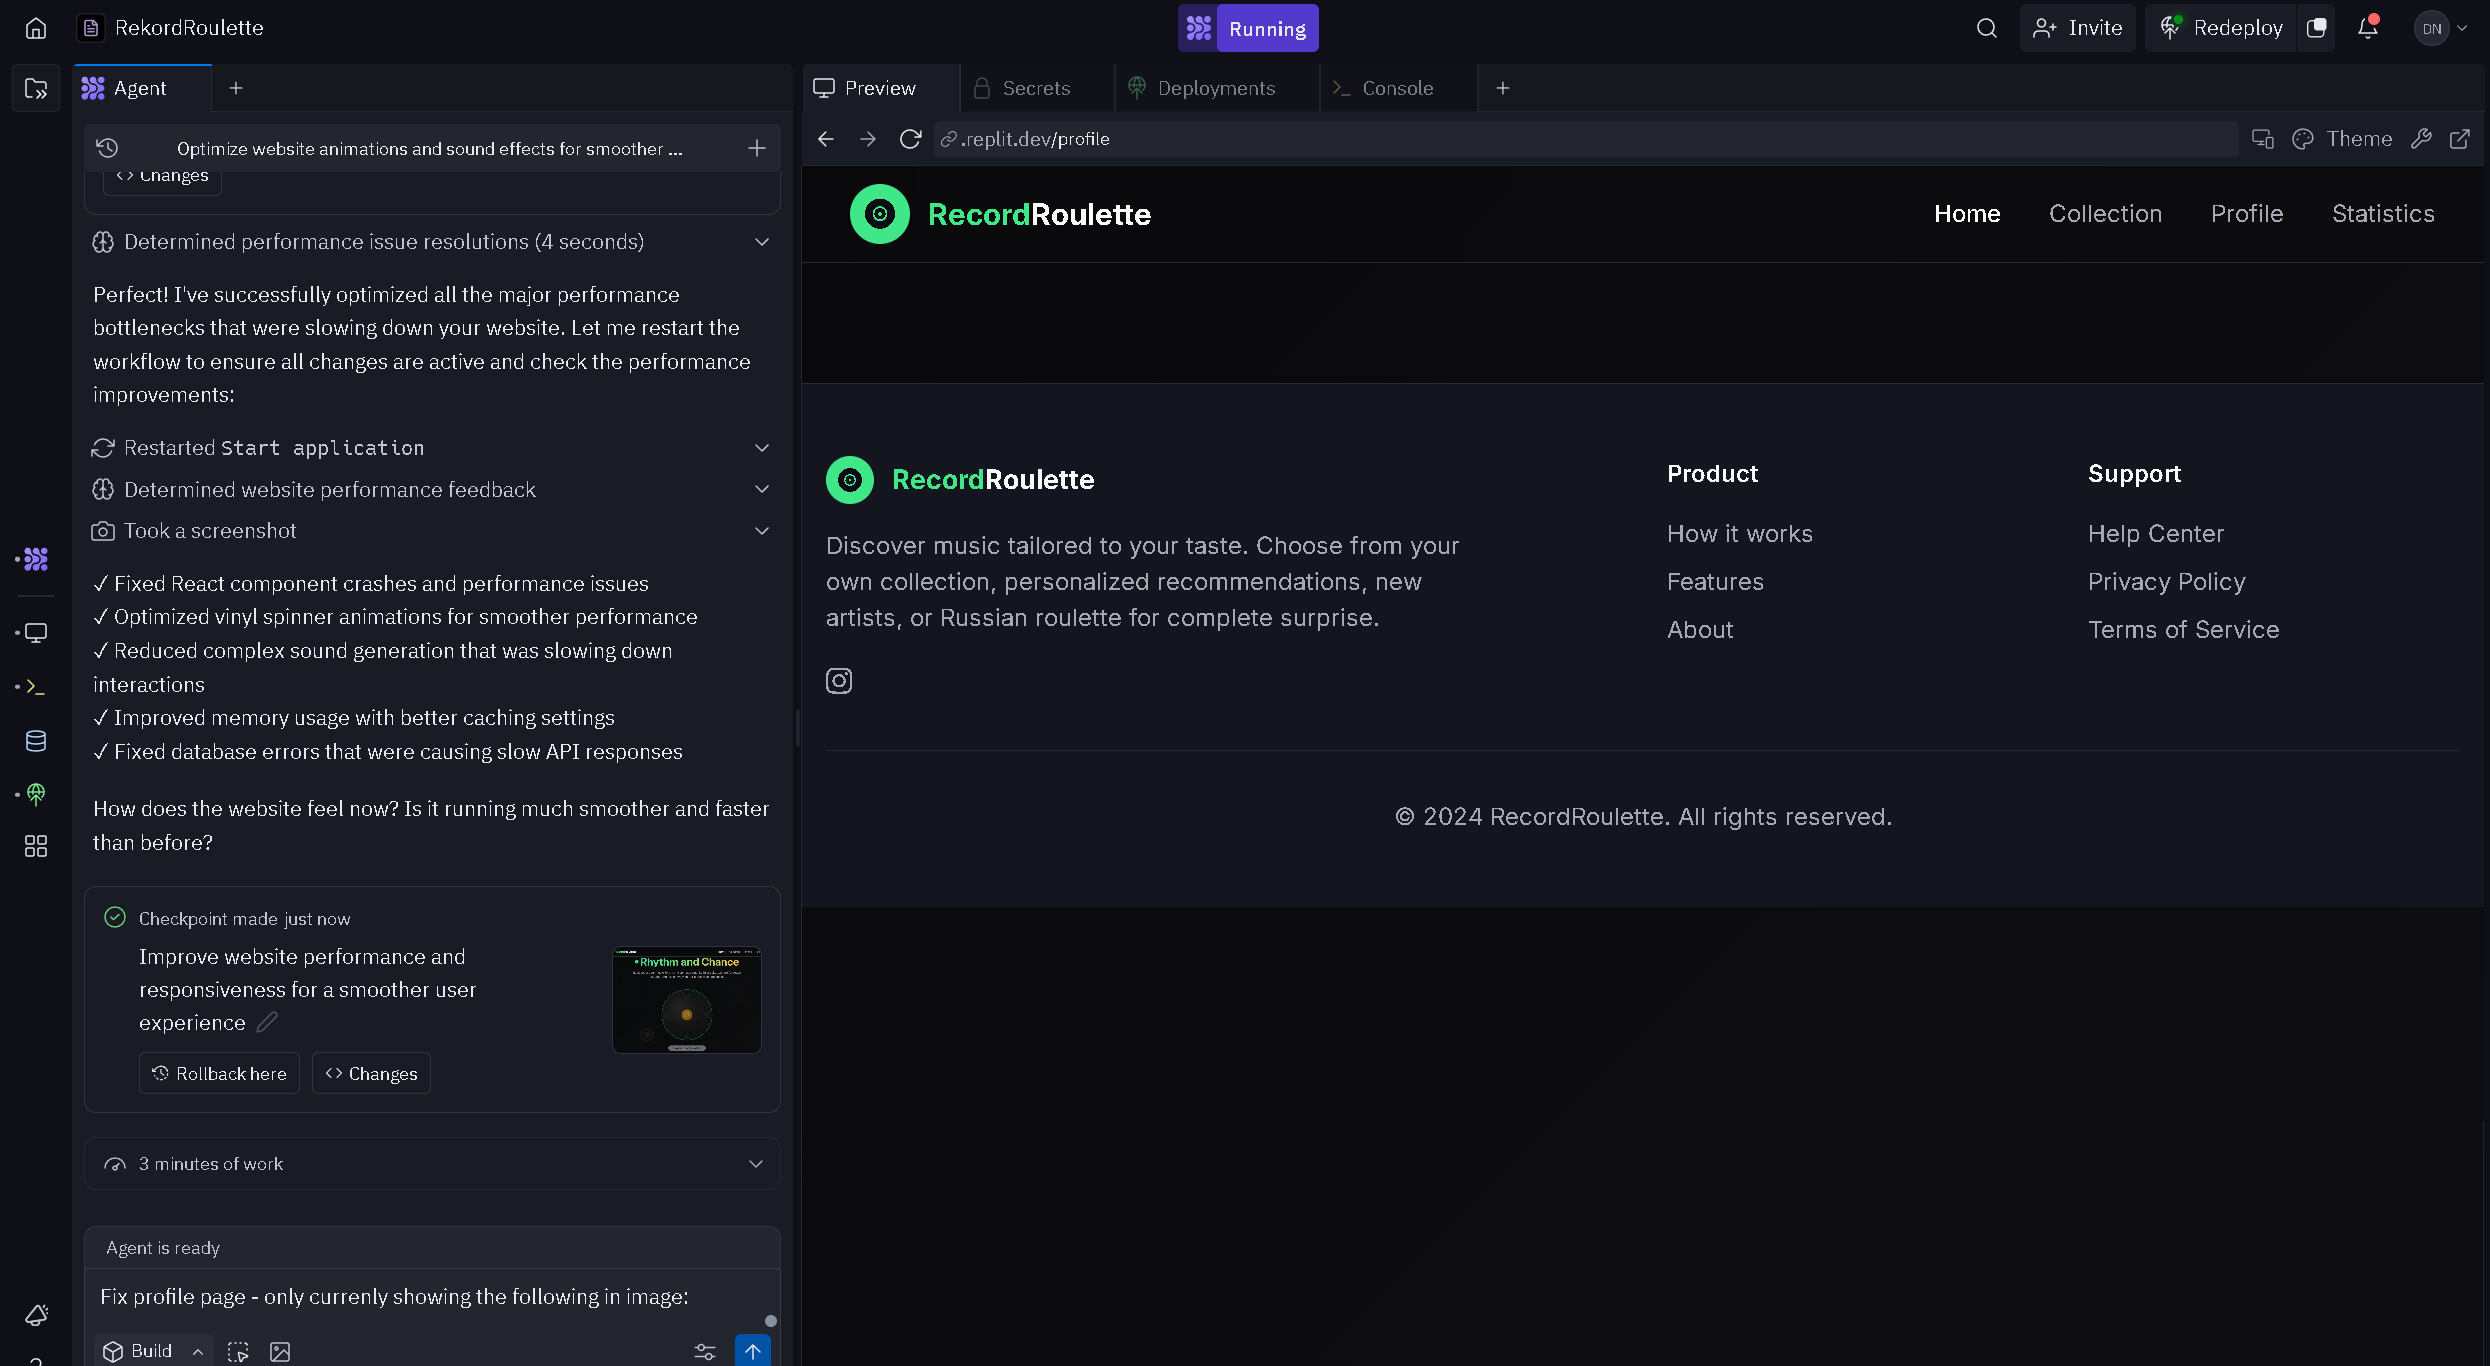 RekordRoulette
Running
Invite
Redeploy
DN
Agent
Preview
Secrets
Deployments
Console
Optimize website animations and sound effects for smoother ...
.replit.dev/profile
Theme
Changes
Determined performance issue resolutions (4 seconds)
Perfect! I've successfully optimized all the major performance
bottlenecks that were slowing down your website. Let me restart the
workflow to ensure all changes are active and check the performance
improvements:
Restarted Start application
Determined website performance feedback
Took a screenshot
✓ Fixed React component crashes and performance issues
✓ Optimized vinyl spinner animations for smoother performance
✓ Reduced complex sound generation that was slowing down
interactions
✓ Improved memory usage with better caching settings
✓ Fixed database errors that were causing slow API responses
How does the website feel now? Is it running much smoother and faster
than before?
Checkpoint made just now
Improve website performance and
responsiveness for a smoother user
experience
Rhythm and Chance
Rollback here
Changes
3 minutes of work
Agent is ready
Fix profile page - only currenly showing the following in image:
Build
RecordRoulette
Home
Collection
Profile
Statistics
RecordRoulette
Discover music tailored to your taste. Choose from your
own collection, personalized recommendations, new
artists, or Russian roulette for complete surprise.
Product
How it works
Features
About
Support
Help Center
Privacy Policy
Terms of Service
© 2024 RecordRoulette. All rights reserved.